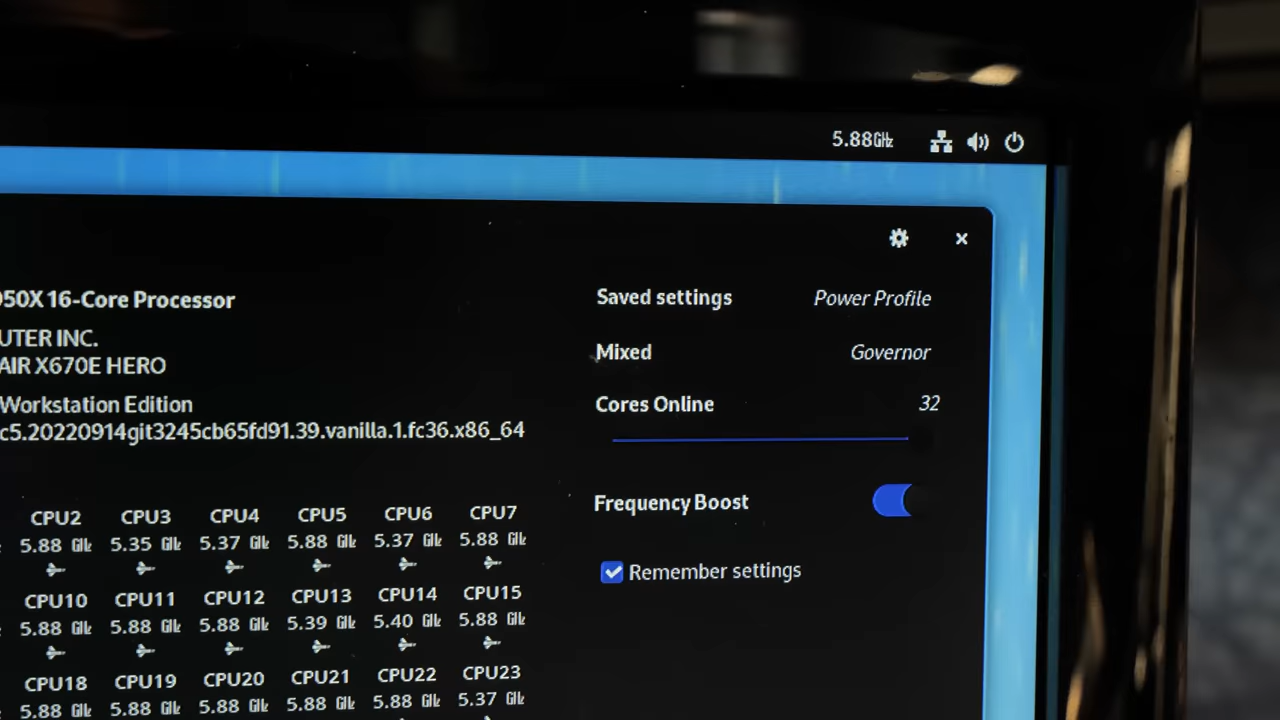 5.88GHz
950X 16-Core Processor
UTER INC.
AIR X670E HERO
Workstation Edition
c5.20220914git3245cb65fd91.39.vanilla.1.fc36.x86_64
CPU2 CPU3 CPU4 CPU5 CPU6 CPU7
5.88 GHz 5.35 GHz 5.37 GHz 5.88 GHz 5.37 GHz 5.88 GHz
CPU10 CPU11 CPU12 CPU13 CPU14 CPU15
5.88 GHz 5.88 GHz 5.88 GHz 5.39 GHz 5.40 GHz 5.88 GHz
CPU18 CPU19 CPU20 CPU21 CPU22 CPU23
5.88 GHz 5.88 GHz 5.88 GHz 5.88 GHz 5.88 GHz 5.37 GHz
Saved settings Power Profile
Mixed Governor
Cores Online 32
Frequency Boost
Remember settings